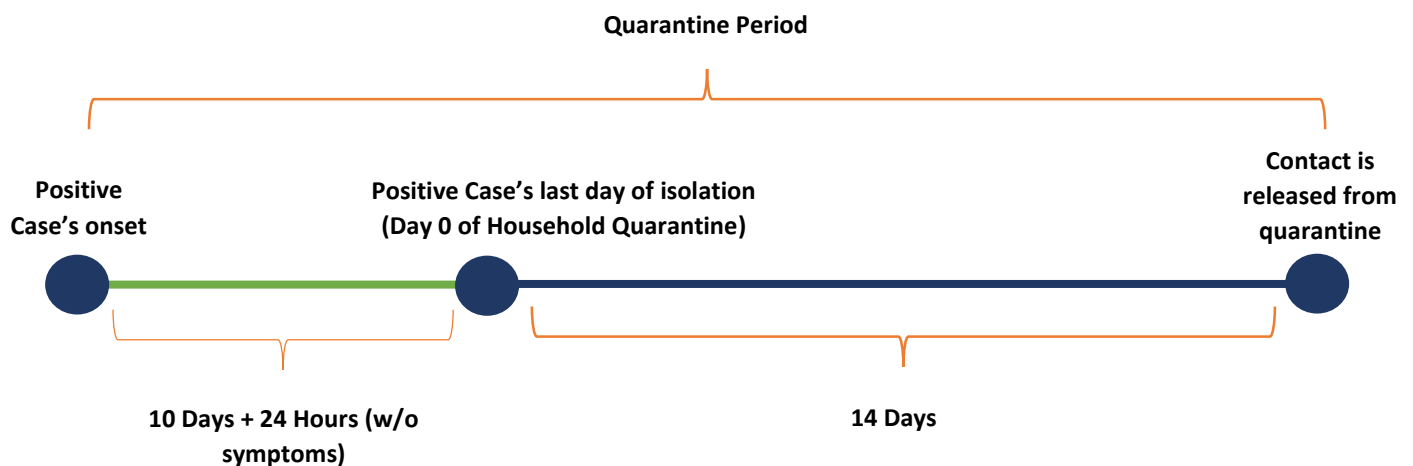 Quarantine Period
Positive
Case’s onset
Positive Case’s last day of isolation
(Day 0 of Household Quarantine)
Contact is
released from
quarantine
10 Days + 24 Hours (w/o
symptoms)
14 Days